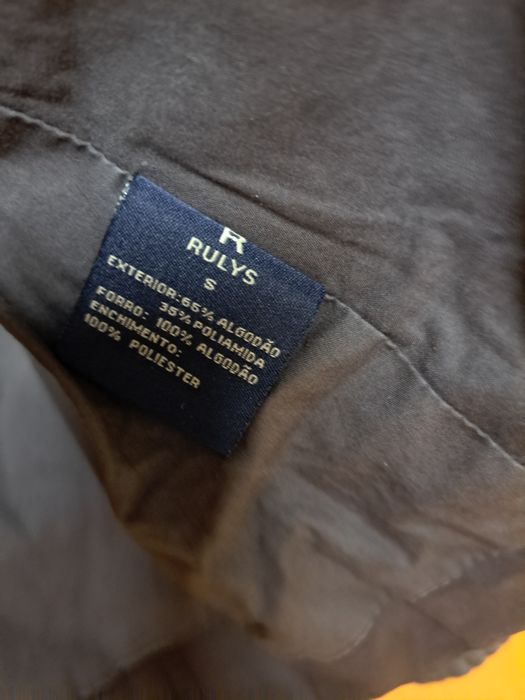 R
RULYS
S
EXTERIOR: 65% ALGODÃO
35% POLIAMIDA
FORRO: 100% ALGODÃO
ENCHIMENTO:
100% POLIESTER